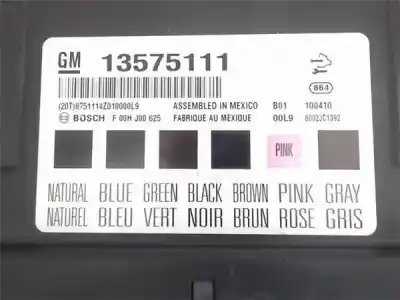 GM 13575111
(20T)8751114Z010000L9 ASSEMBLED IN MEXICO B01 100410
864
BOSCH F 00H J00 625 FABRIQUE AU MEXIQUE 00L9 6002JC1392
PINK
NATURAL BLUE GREEN BLACK BROWN PINK GRAY
NATUREL BLEU VERT NOIR BRUN ROSE GRIS